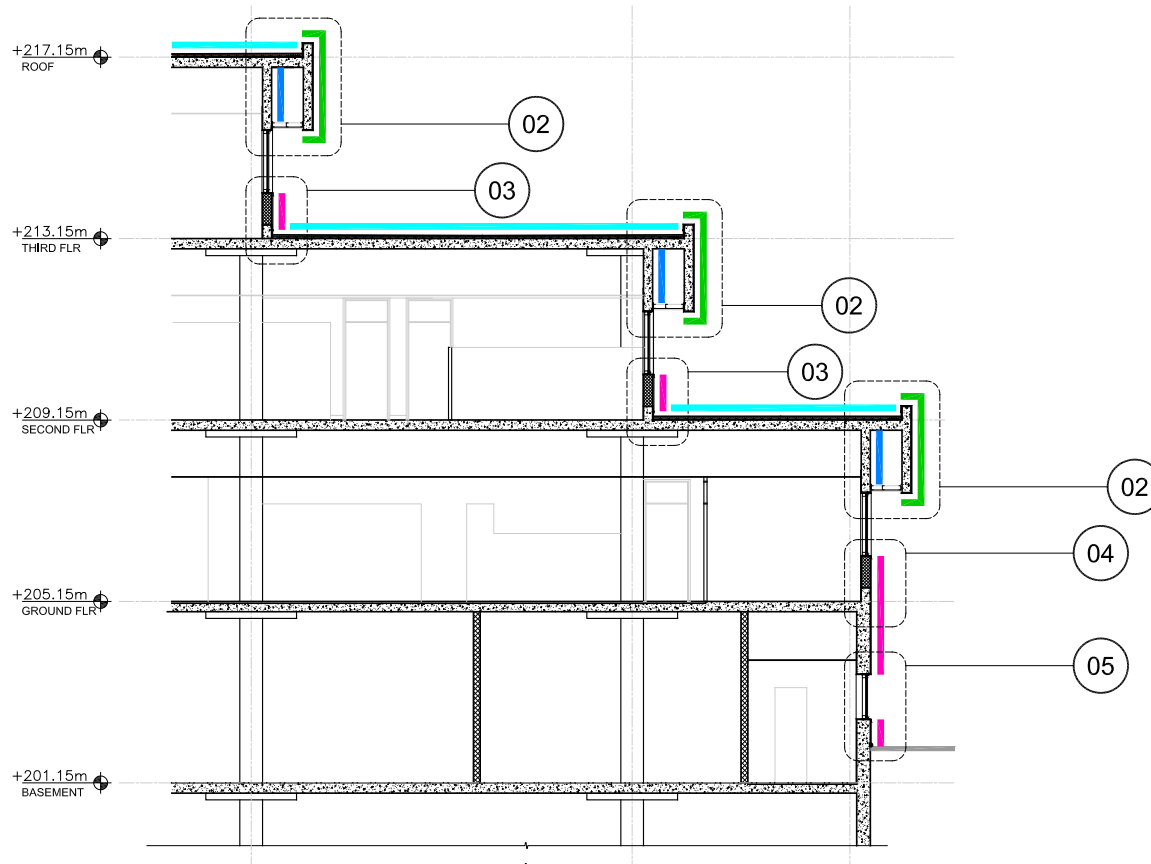 +217.15m
ROOF
02
03
+213.15m
THIRD FLR
02
03
+209.15m
SECOND FLR
02
04
+205.15m
GROUND FLR
05
+201.15m
BASEMENT